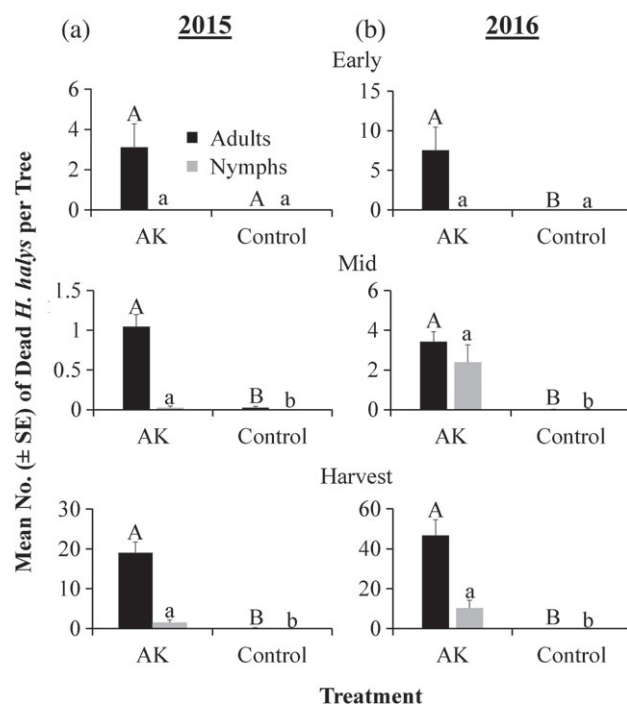 (a) 2015 (b) 2016
Early
6
4
2
0
A
a
A a
AK Control
Adults
Nymphs
15
10
5
0
A
a
B a
AK Control
Mid
1.5
1
0.5
0
A
a
B b
AK Control
6
4
2
0
A
a
B b
AK Control
Harvest
30
20
10
0
A
a
B b
AK Control
60
40
20
0
A
a
B b
AK Control
Mean No. (± SE) of Dead H. halys per Tree
Treatment